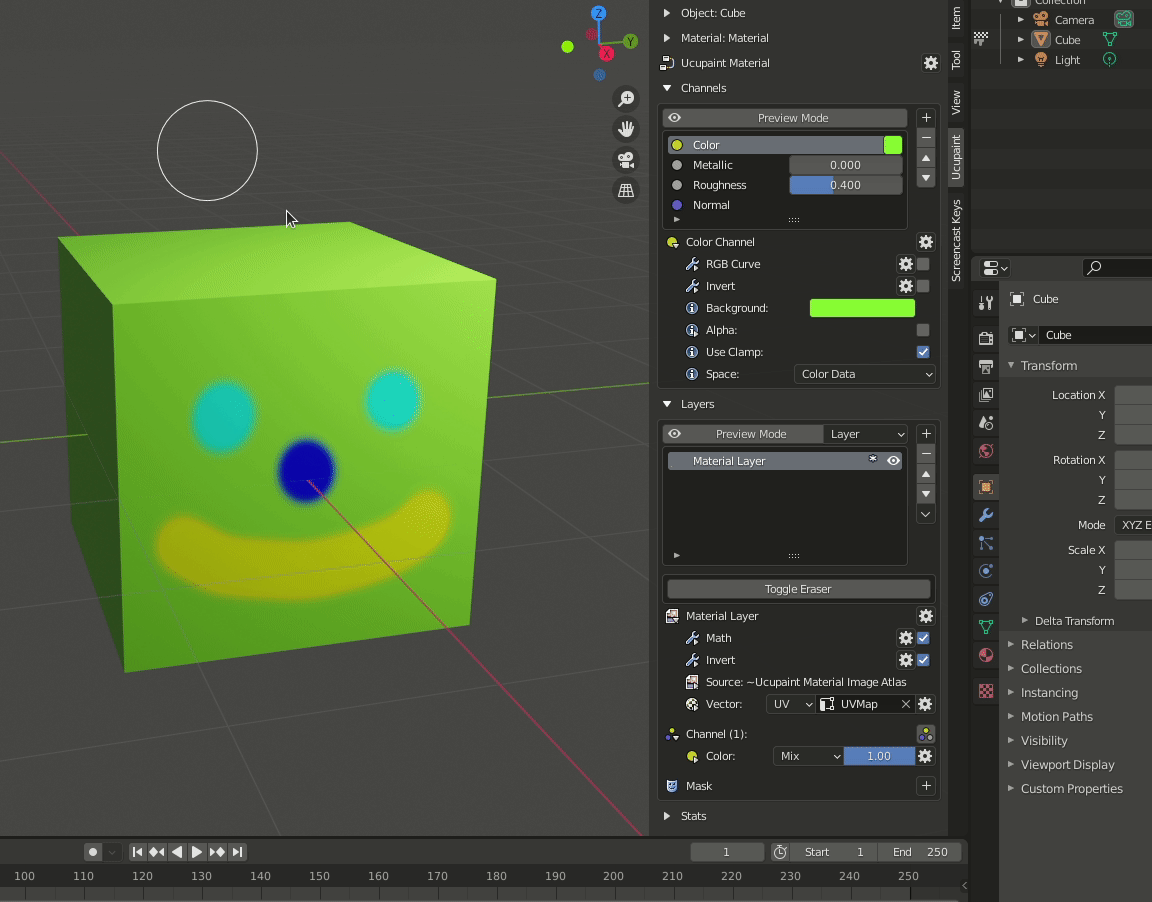 Z
Y
X
Object: Cube
Material: Material
Ucupaint Material
Channels
Preview Mode
Color
Metallic 0.000
Roughness 0.400
Normal
Color Channel
RGB Curve
Invert
Background:
Alpha:
Use Clamp:
Space: Color Data
Layers
Preview Mode Layer
Material Layer
Toggle Eraser
Material Layer
Math
Invert
Source: ~Ucupaint Material Image Atlas
Vector: UV UVMap
Channel (1):
Color: Mix 1.00
Mask
Stats
Item
Tool
View
Ucupaint
Screencast Keys
Collection
Camera
Cube
Light
Cube
Cube
Transform
Location X
Y
Z
Rotation X
Y
Z
Mode XYZ E
Scale X
Y
Z
Delta Transform
Relations
Collections
Instancing
Motion Paths
Visibility
Viewport Display
Custom Properties
1 Start 1 End 250
100 110 120 130 140 150 160 170 180 190 200 210 220 230 240 250